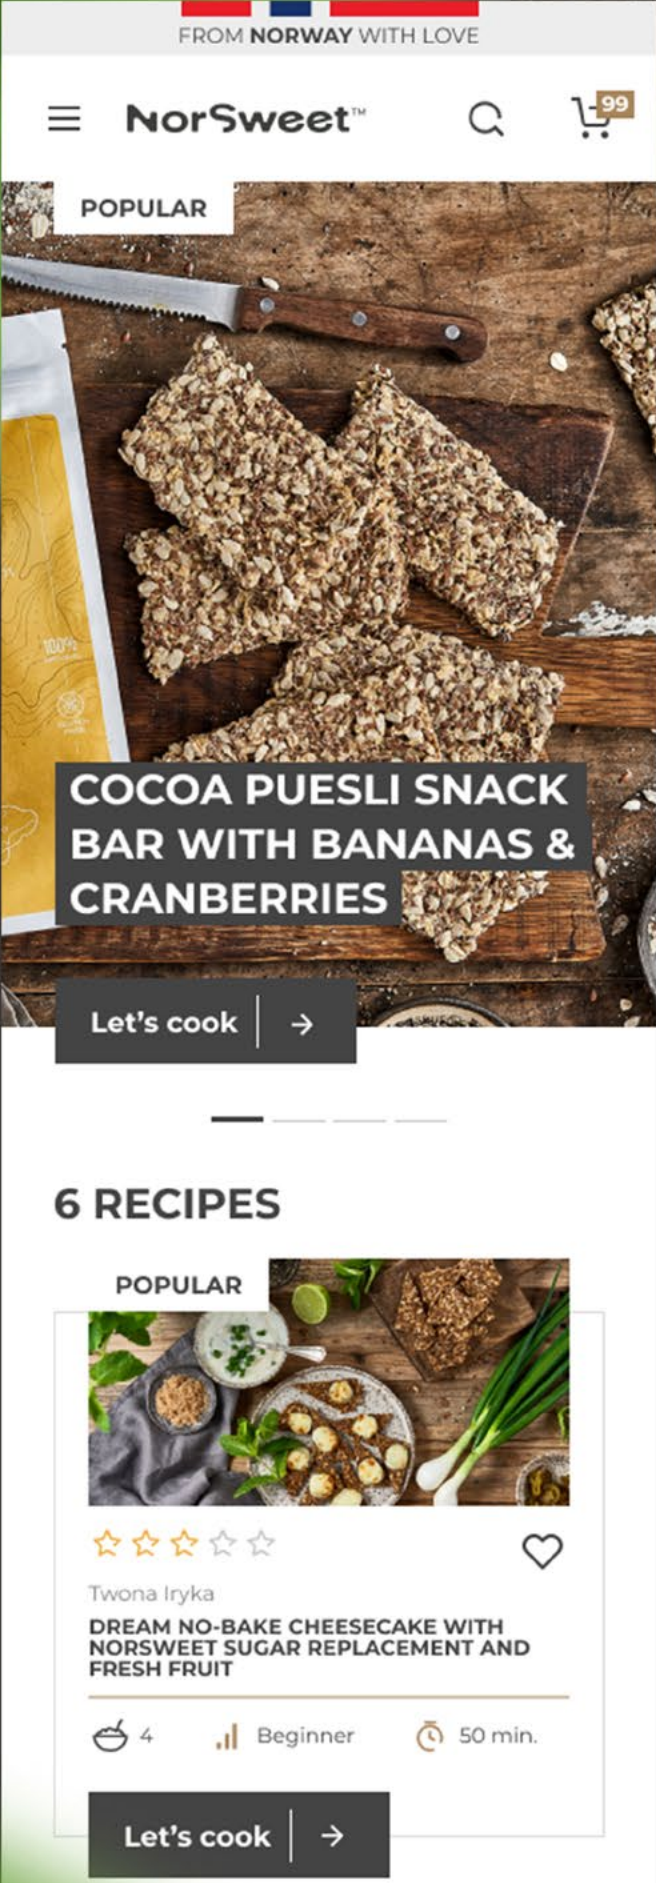 FROM NORWAY WITH LOVE
NorSweet™
99
POPULAR
100%
COCOA PUESLI SNACK
BAR WITH BANANAS &
CRANBERRIES
Let's cook
6 RECIPES
POPULAR
Twona Iryka
DREAM NO-BAKE CHEESECAKE WITH
NORSWEET SUGAR REPLACEMENT AND
FRESH FRUIT
4 Beginner 50 min.
Let's cook